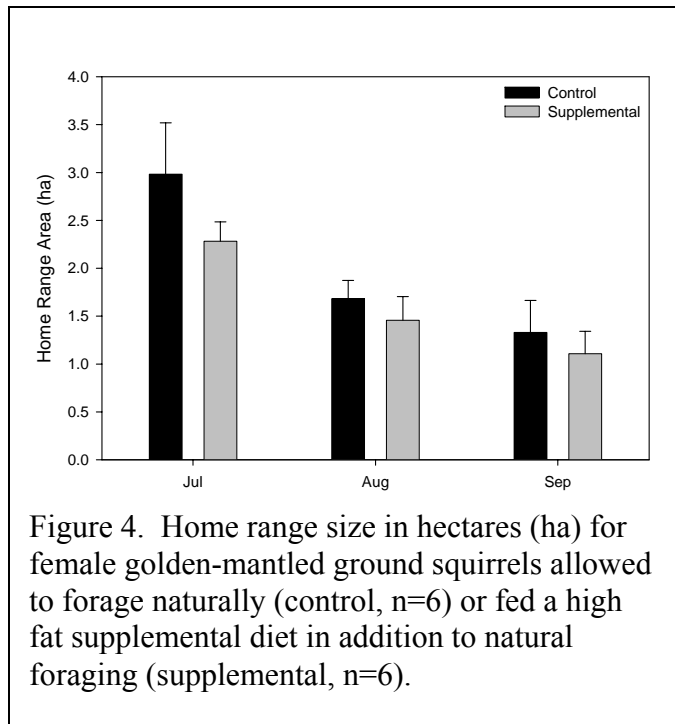 4.0
Control
Supplemental
3.5
3.0
2.5
2.0
1.5
1.0
0.5
0.0
Home Range Area (ha)
Jul
Aug
Sep
Figure 4.  Home range size in hectares (ha) for
female golden-mantled ground squirrels allowed
to forage naturally (control, n=6) or fed a high
fat supplemental diet in addition to natural
foraging (supplemental, n=6).